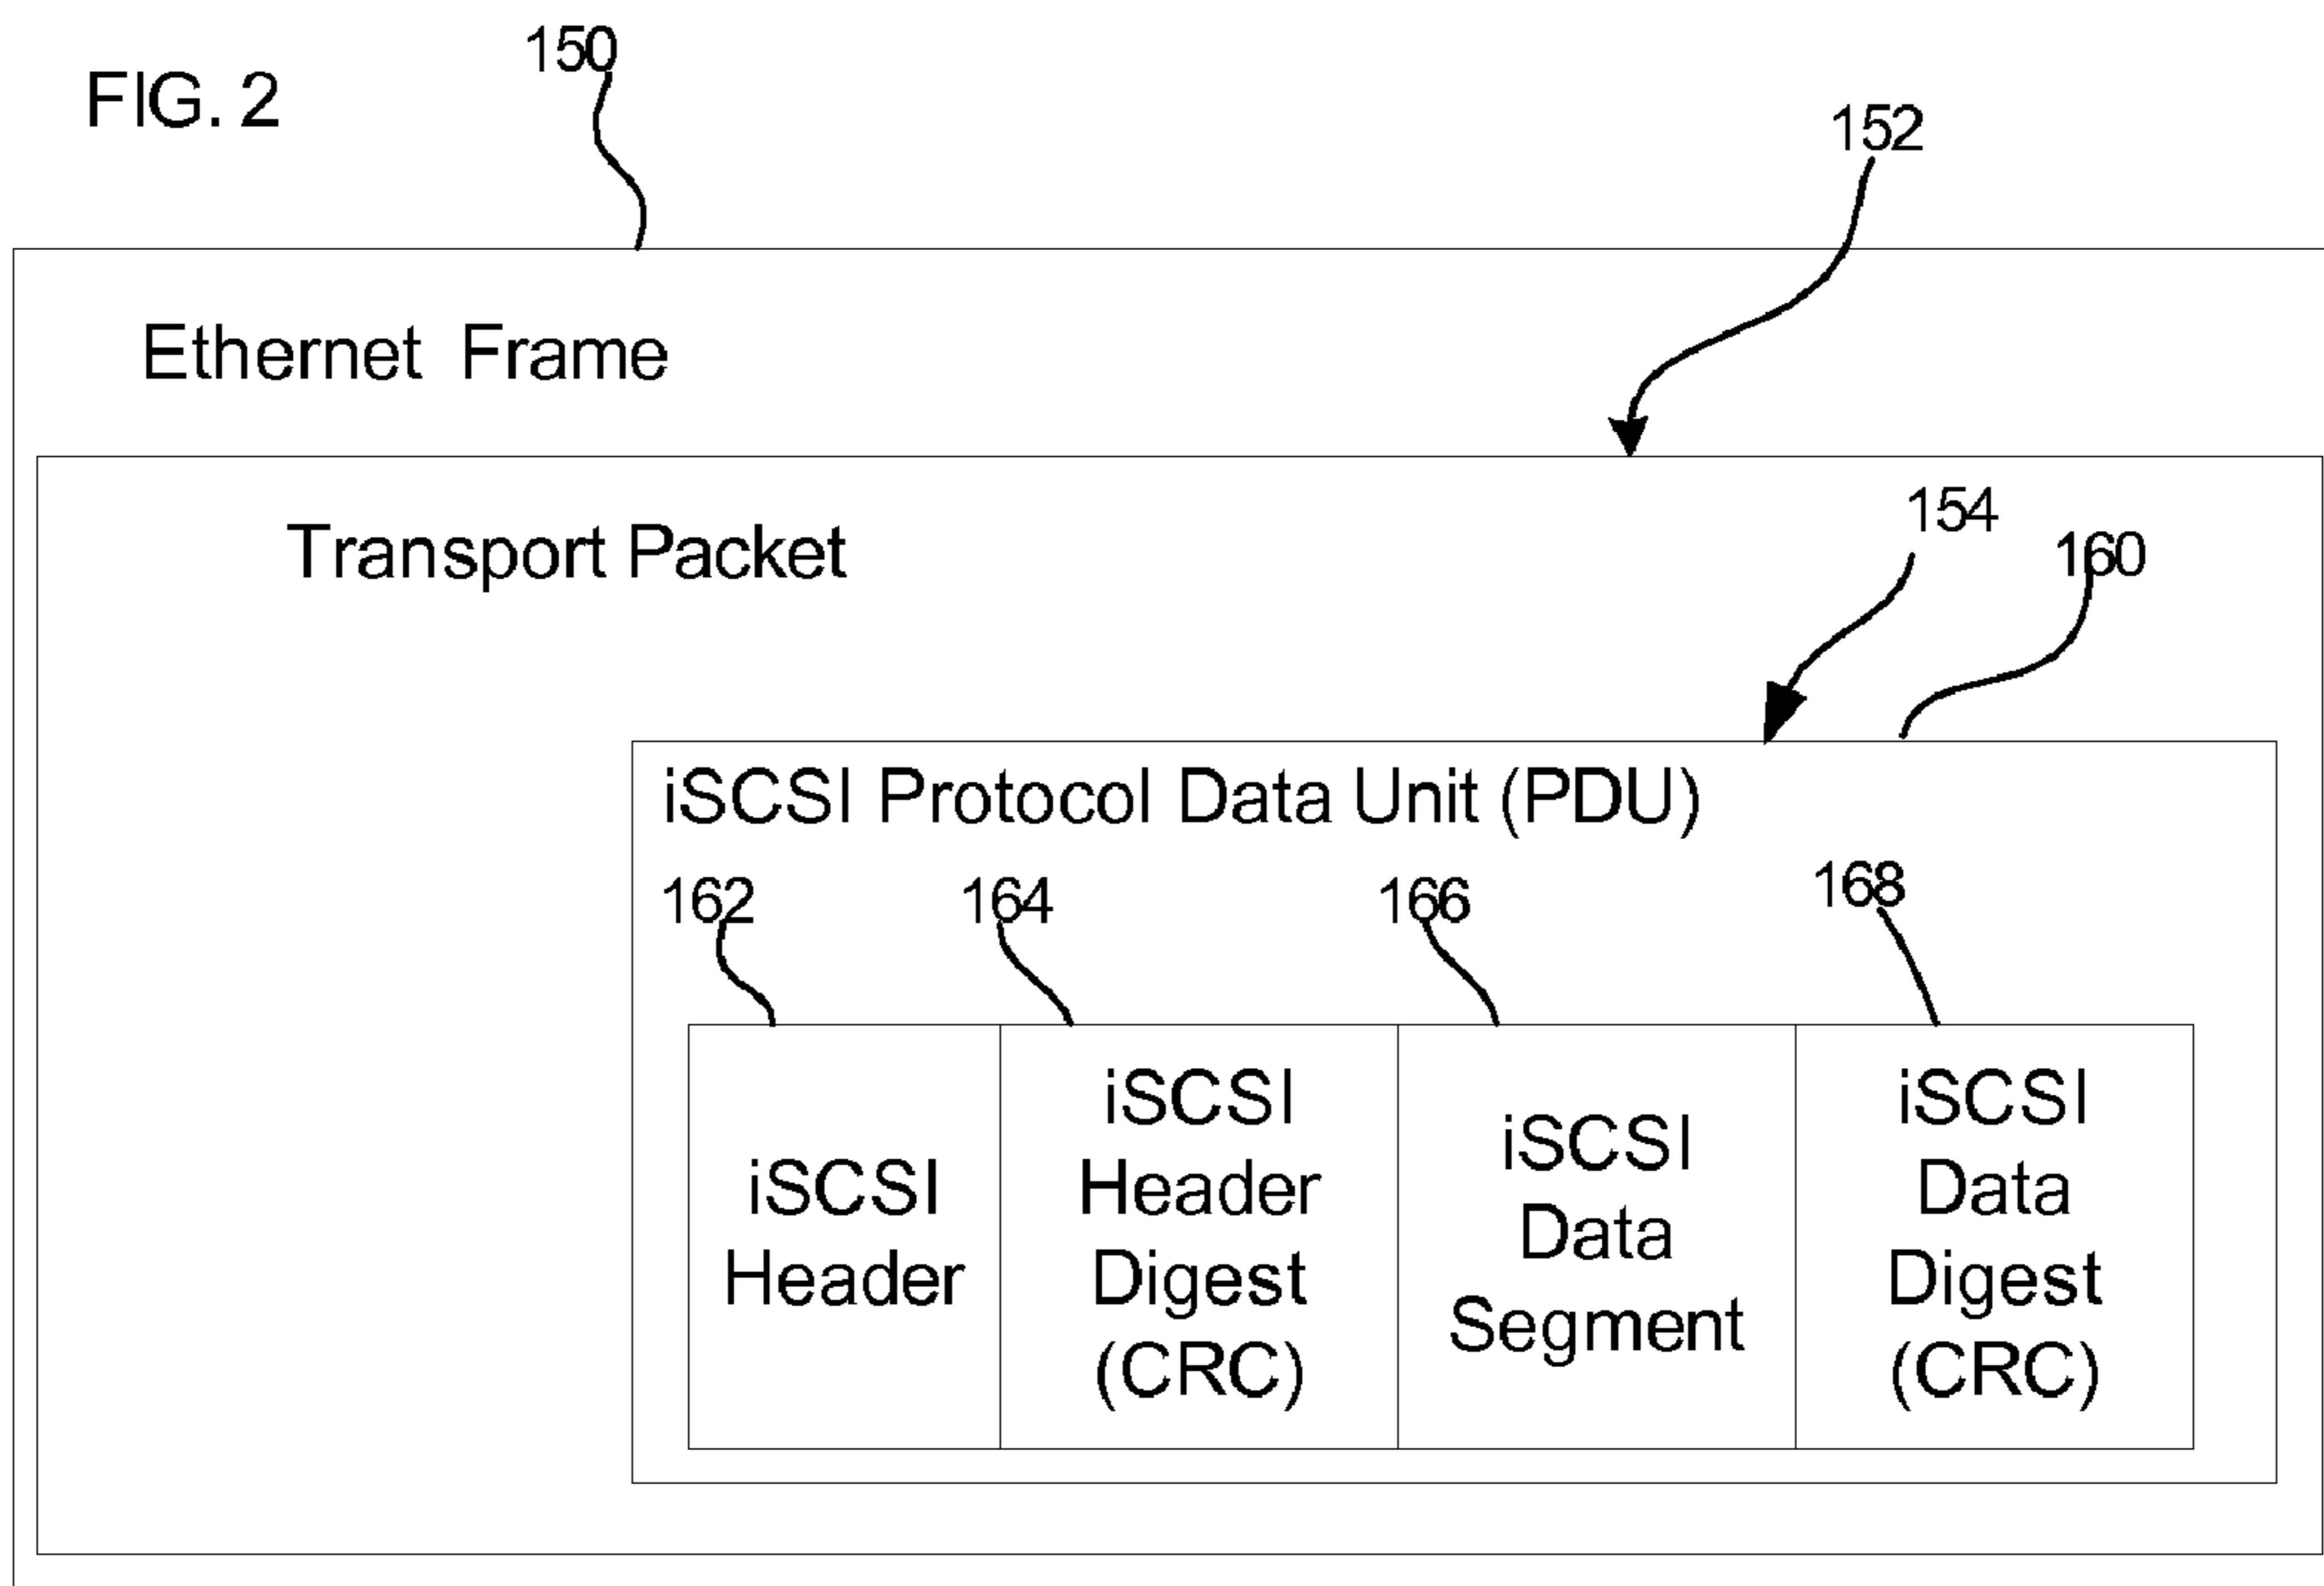 FIG. 2
150
152
Ethernet Frame
Transport Packet
154
160
iSCSI Protocol Data Unit (PDU)
162
164
166
168
iSCSI
Header
iSCSI
Header
Digest
(CRC)
iSCSI
Data
Segment
iSCSI
Data
Digest
(CRC)